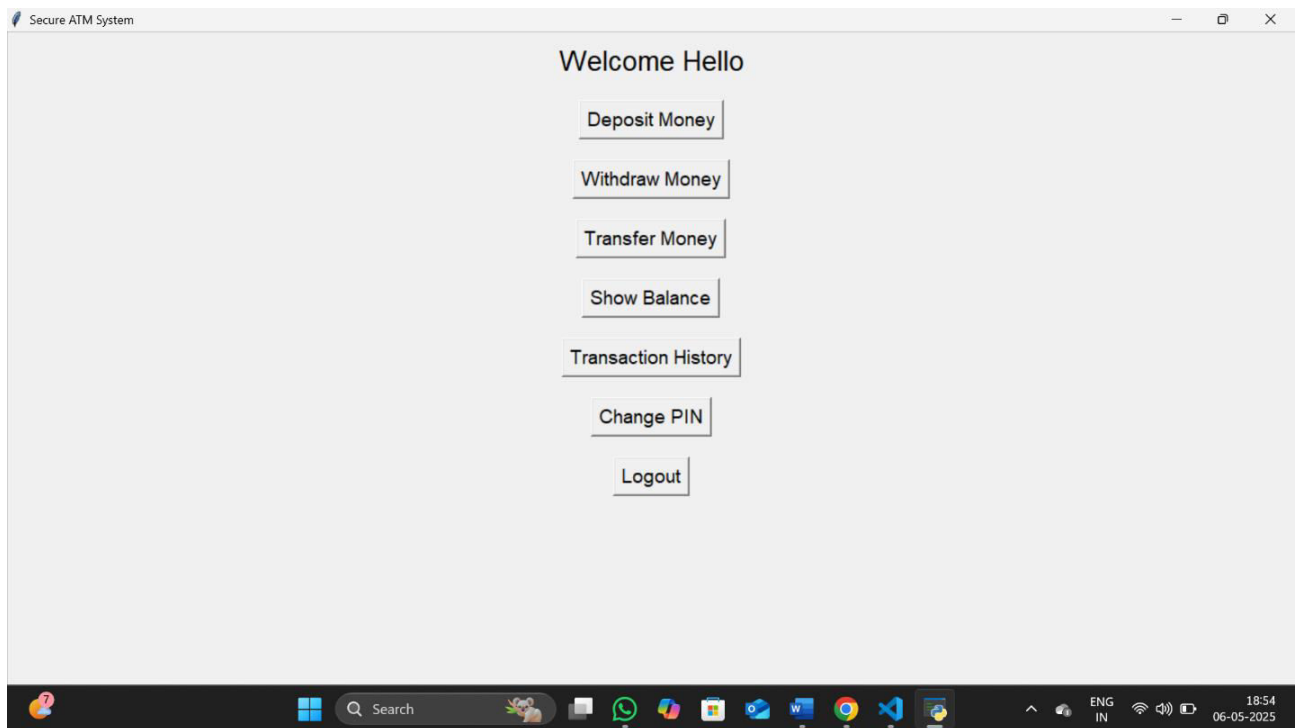 Secure ATM System
Welcome Hello
Deposit Money
Withdraw Money
Transfer Money
Show Balance
Transaction History
Change PIN
Logout
7
Search
ENG
IN
18:54
06-05-2025